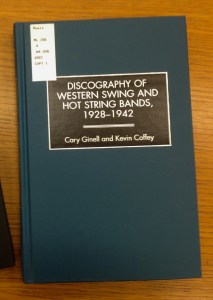 DISCOGRAPHY OF
WESTERN SWING AND
HOT STRING BANDS,
1928–1942
Cary Ginell and Kevin Coffey